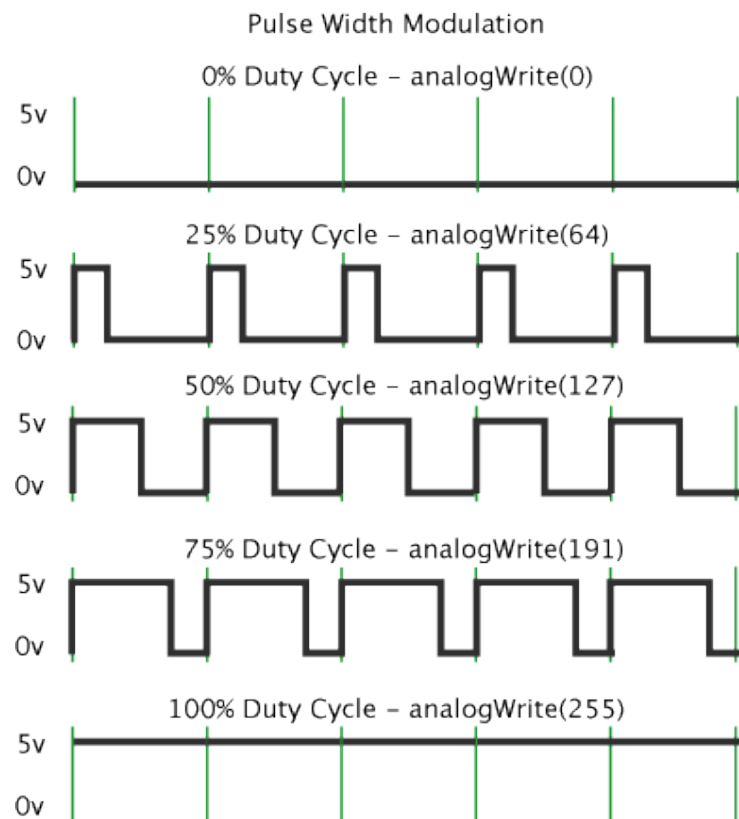 Pulse Width Modulation
0% Duty Cycle – analogWrite(0)
5v
0v
25% Duty Cycle – analogWrite(64)
5v
0v
50% Duty Cycle – analogWrite(127)
5v
0v
75% Duty Cycle – analogWrite(191)
5v
0v
100% Duty Cycle – analogWrite(255)
5v
0v